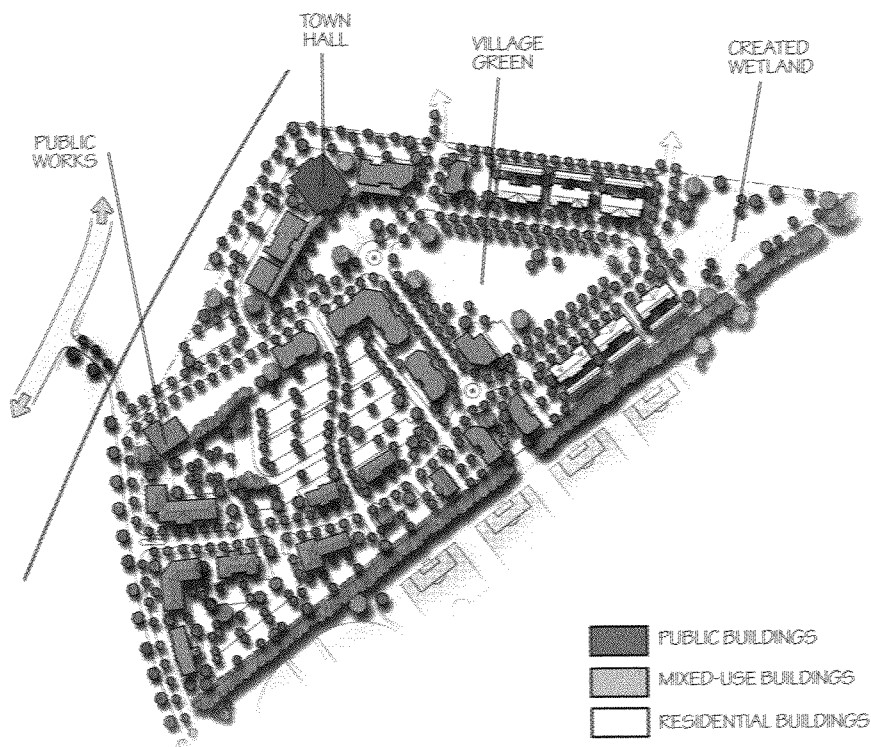 TOWN
HALL
VILLAGE
GREEN
CREATED
WETLAND
PUBLIC
WORKS
PUBLIC BUILDINGS
MIXED-USE BUILDINGS
RESIDENTIAL BUILDINGS